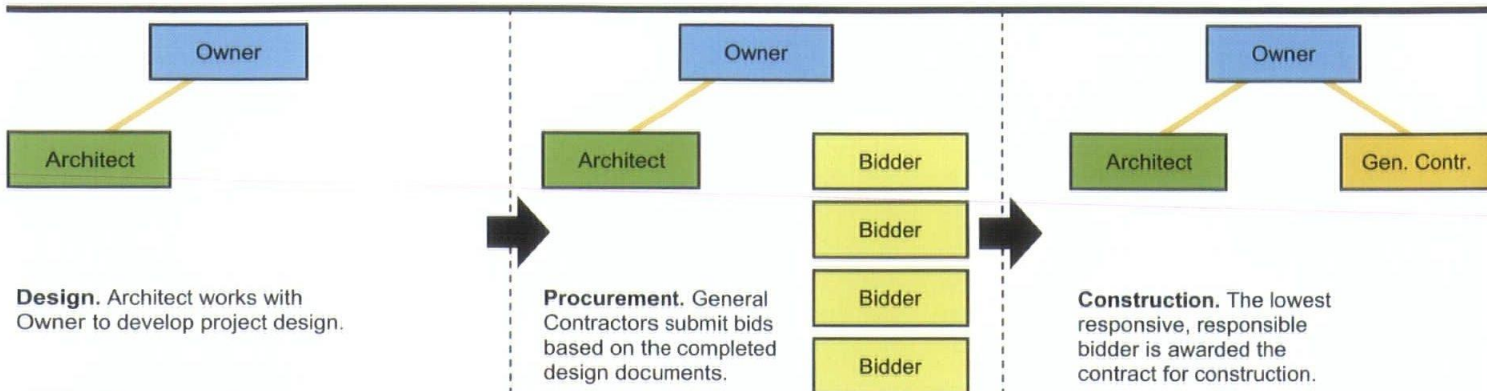 Owner
Architect
Design. Architect works with
Owner to develop project design.
Owner
Architect
Bidder
Bidder
Bidder
Bidder
Procurement. General
Contractors submit bids
based on the completed
design documents.
Owner
Architect
Gen. Contr.
Construction. The lowest
responsive, responsible
bidder is awarded the
contract for construction.